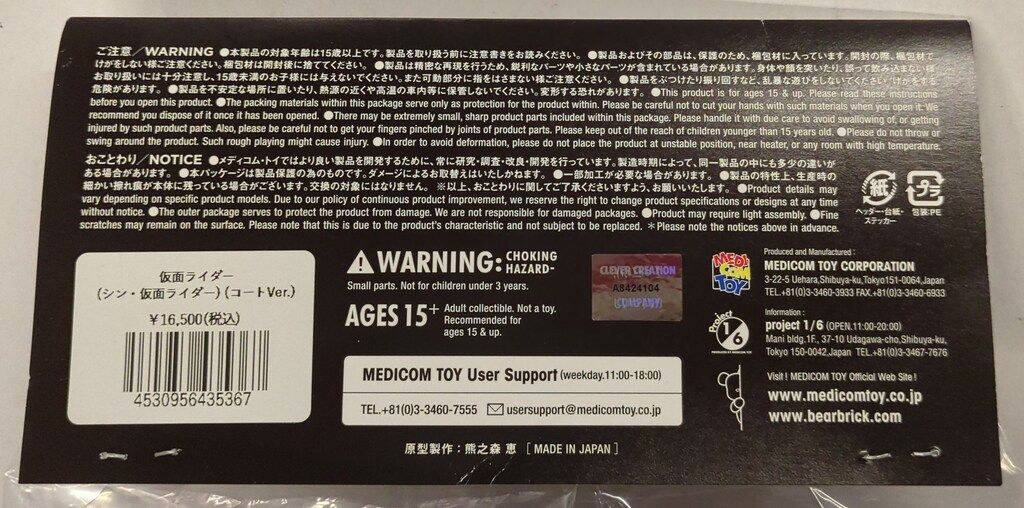 ご注意／WARNING ●本製品の対象年齢は15歳以上です。製品を取り扱う前に注意書きをお読みください。●製品およびその部品は、保護のため、梱包材に入っています。開封の際、梱包材で
けがをしない様ご注意ください。梱包材は開封後に捨ててください。●製品は精密な再現を行うため、鋭利なパーツや小さなパーツが含まれている場合があります。身体や顔を突いたり、誤って飲み込まない様
お取り扱いには十分注意し、15歳未満のお子様には与えないでください。また可動部分に指をはさまない様ご注意ください。●製品をぶつけたり振り回すなど、乱暴な遊びをしないでください。けがをする
危険があります。●製品を不安定な場所に置いたり、熱源の近くや高温の車内等に保管しないでください。変形する恐れがあります。●This product is for ages 15 & up. Please read these instructions
before you open this product. ●The packing materials within this package serve only as protection for the product within. Please be careful not to cut your hands with such materials when you open it. We
recommend you dispose of it once it has been opened. ●There may be extremely small, sharp product parts included within this package. Please handle it with due care to avoid swallowing of, or getting
injured by such product parts. Also, please be careful not to get your fingers pinched by joints of product parts. Please keep out of the reach of children younger than 15 years old. ●Please do not throw or
swing around the product. Such rough playing might cause injury. ●In order to avoid deformation, please do not place the product at unstable position, near heater, or any room with high temperature.
おことわり／NOTICE ●メディコム・トイではより良い製品を開発するために、常に研究・調査・改良・開発を行っています。製造時期によって、同一製品の中にも多少の違いが
ある場合があります。●本パッケージは製品保護の為のものです。ダメージによるお取替えはいたしかねます。●一部加工が必要な場合があります。●製品の特性上、生産時の
細かい擦れ痕が本体に残っている場合がございます。交換の対象にはなりません。※以上、おことわりに関してご了承くださいますよう、お願いいたします。●Product details may
vary depending on specific product models. Due to our policy of continuous product improvement, we reserve the right to change product specifications or designs at any time
without notice. ●The outer package serves to protect the product from damage. We are not responsible for damaged packages. ●Product may require light assembly. ●Fine
scratches may remain on the surface. Please note that this is due to the product's characteristic and not subject to be replaced. ＊Please note the notices above in advance.
紙
ヘッダー・台紙・
ステッカー
プラ
包装:PE
仮面ライダー
(シン・仮面ライダー)(コートVer.)
￥16,500(税込)
4530956435367
⚠WARNING: CHOKING
HAZARD-
Small parts. Not for children under 3 years.
AGES 15+ Adult collectible. Not a toy.
Recommended for
ages 15 & up.
CLEVER CREATION
A8424104
(COMPANY)
MEDICOM TOY User Support (weekday.11:00-18:00)
TEL.+81(0)3-3460-7555 usersupport@medicomtoy.co.jp
原型製作：熊之森 恵 [ MADE IN JAPAN ]
MEDI
COM
TOY
Produced and Manufactured :
MEDICOM TOY CORPORATION
3-22-5 Uehara,Shibuya-ku,Tokyo151-0064,Japan
TEL.+81(0)3-3460-3933 FAX.+81(0)3-3460-6933
Project
1/6
PRODUCED BY MEDICOM TOY
Information :
project 1/6 (OPEN.11:00-20:00)
Mani bldg.1F., 37-10 Udagawa-cho,Shibuya-ku,
Tokyo 150-0042,Japan TEL.+81(0)3-3467-7676
Visit ! MEDICOM TOY Official Web Site !
www.medicomtoy.co.jp
www.bearbrick.com